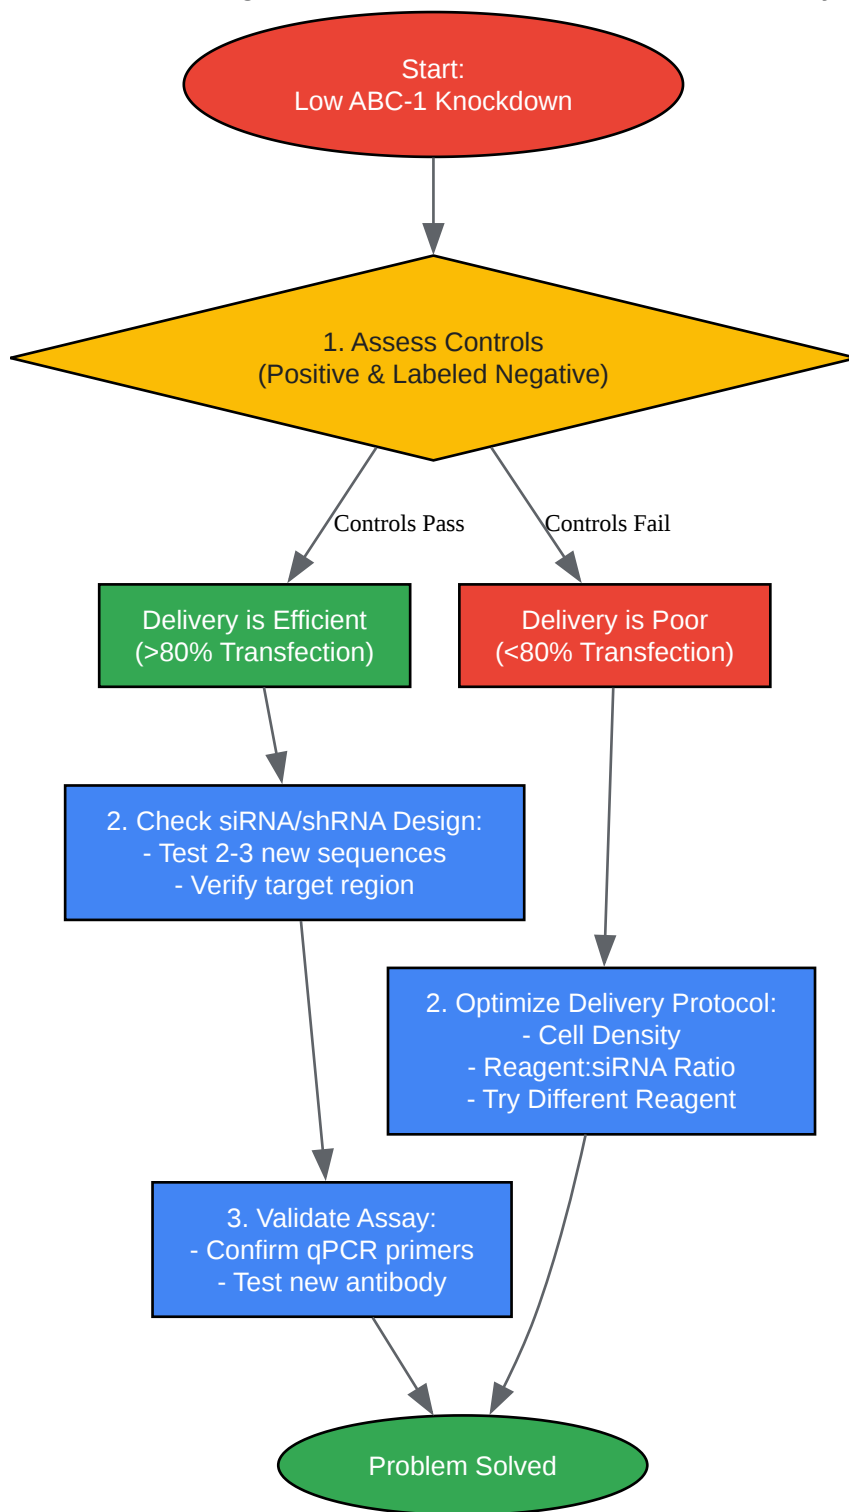 Start:
Low ABC-1 Knockdown
1. Assess Controls
(Positive & Labeled Negative)
Controls Pass
Controls Fail
Delivery is Efficient
(>80% Transfection)
Delivery is Poor
(<80% Transfection)
2. Check siRNA/shRNA Design:
- Test 2-3 new sequences
- Verify target region
2. Optimize Delivery Protocol:
- Cell Density
- Reagent:siRNA Ratio
- Try Different Reagent
3. Validate Assay:
- Confirm qPCR primers
- Test new antibody
Problem Solved